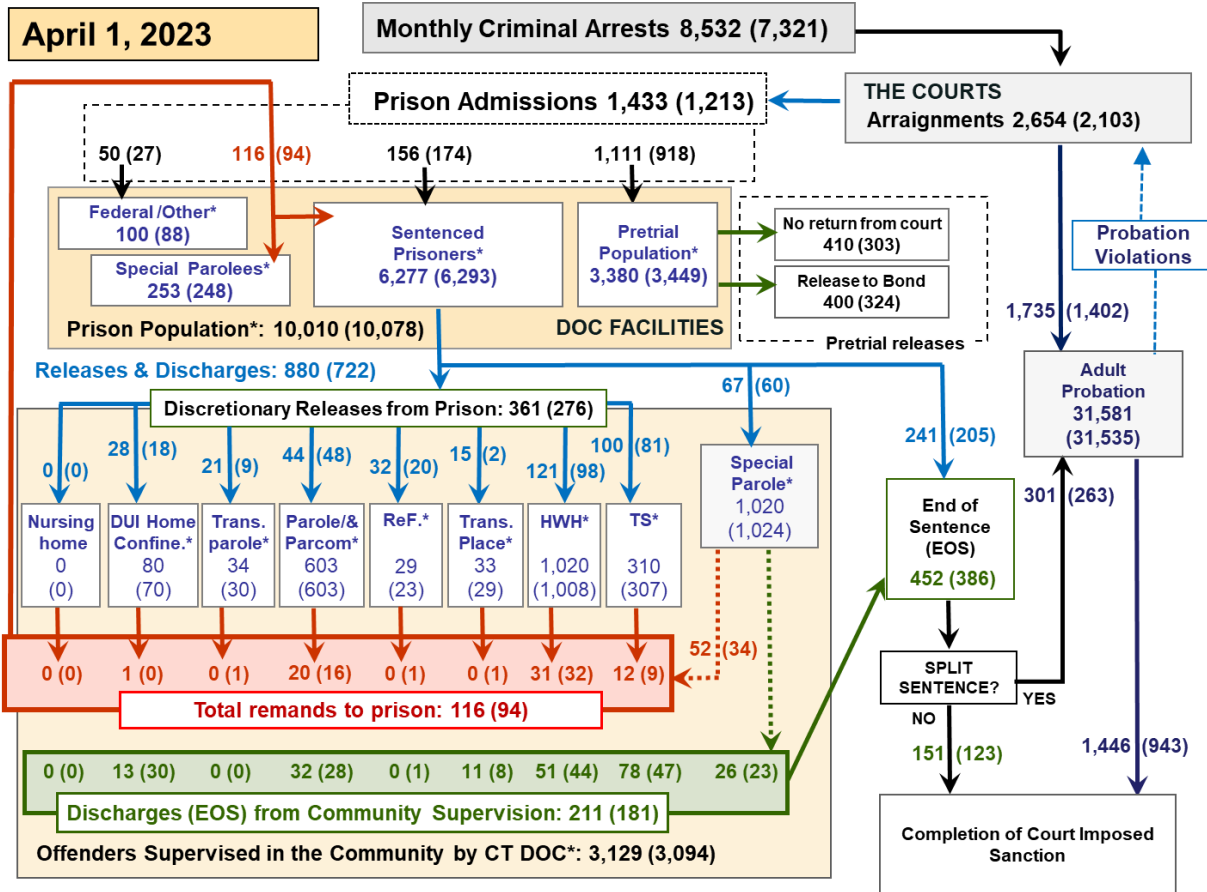 April 1, 2023
Monthly Criminal Arrests 8,532 (7,321)
Prison Admissions 1,433 (1,213)
THE COURTS
Arraignments 2,654 (2,103)
50 (27)
116 (94)
156 (174)
1,111 (918)
Federal /Other*
100 (88)
Special Parolees*
253 (248)
Sentenced
Prisoners*
6,277 (6,293)
Pretrial
Population*
3,380 (3,449)
No return from court
410 (303)
Release to Bond
400 (324)
Pretrial releases
Prison Population*: 10,010 (10,078)
DOC FACILITIES
Probation
Violations
1,735 (1,402)
Adult
Probation
31,581
(31,535)
Releases & Discharges: 880 (722)
67 (60)
241 (205)
Discretionary Releases from Prison: 361 (276)
0 (0)
28 (18)
21 (9)
44 (48)
32 (20)
15 (2)
121 (98)
100 (81)
Nursing
home
0
(0)
DUI Home
Confine.*
80
(70)
Trans.
parole*
34
(30)
Parole/&
Parcom*
603
(603)
ReF.*
29
(23)
Trans.
Place*
33
(29)
HWH*
1,020
(1,008)
TS*
310
(307)
Special
Parole*
1,020
(1,024)
End of
Sentence
(EOS)
452 (386)
301 (263)
52 (34)
0 (0) 1 (0) 0 (1) 20 (16) 0 (1) 0 (1) 31 (32) 12 (9)
Total remands to prison: 116 (94)
SPLIT
SENTENCE?
YES
NO
151 (123)
1,446 (943)
0 (0) 13 (30) 0 (0) 32 (28) 0 (1) 11 (8) 51 (44) 78 (47) 26 (23)
Discharges (EOS) from Community Supervision: 211 (181)
Offenders Supervised in the Community by CT DOC*: 3,129 (3,094)
Completion of Court Imposed
Sanction